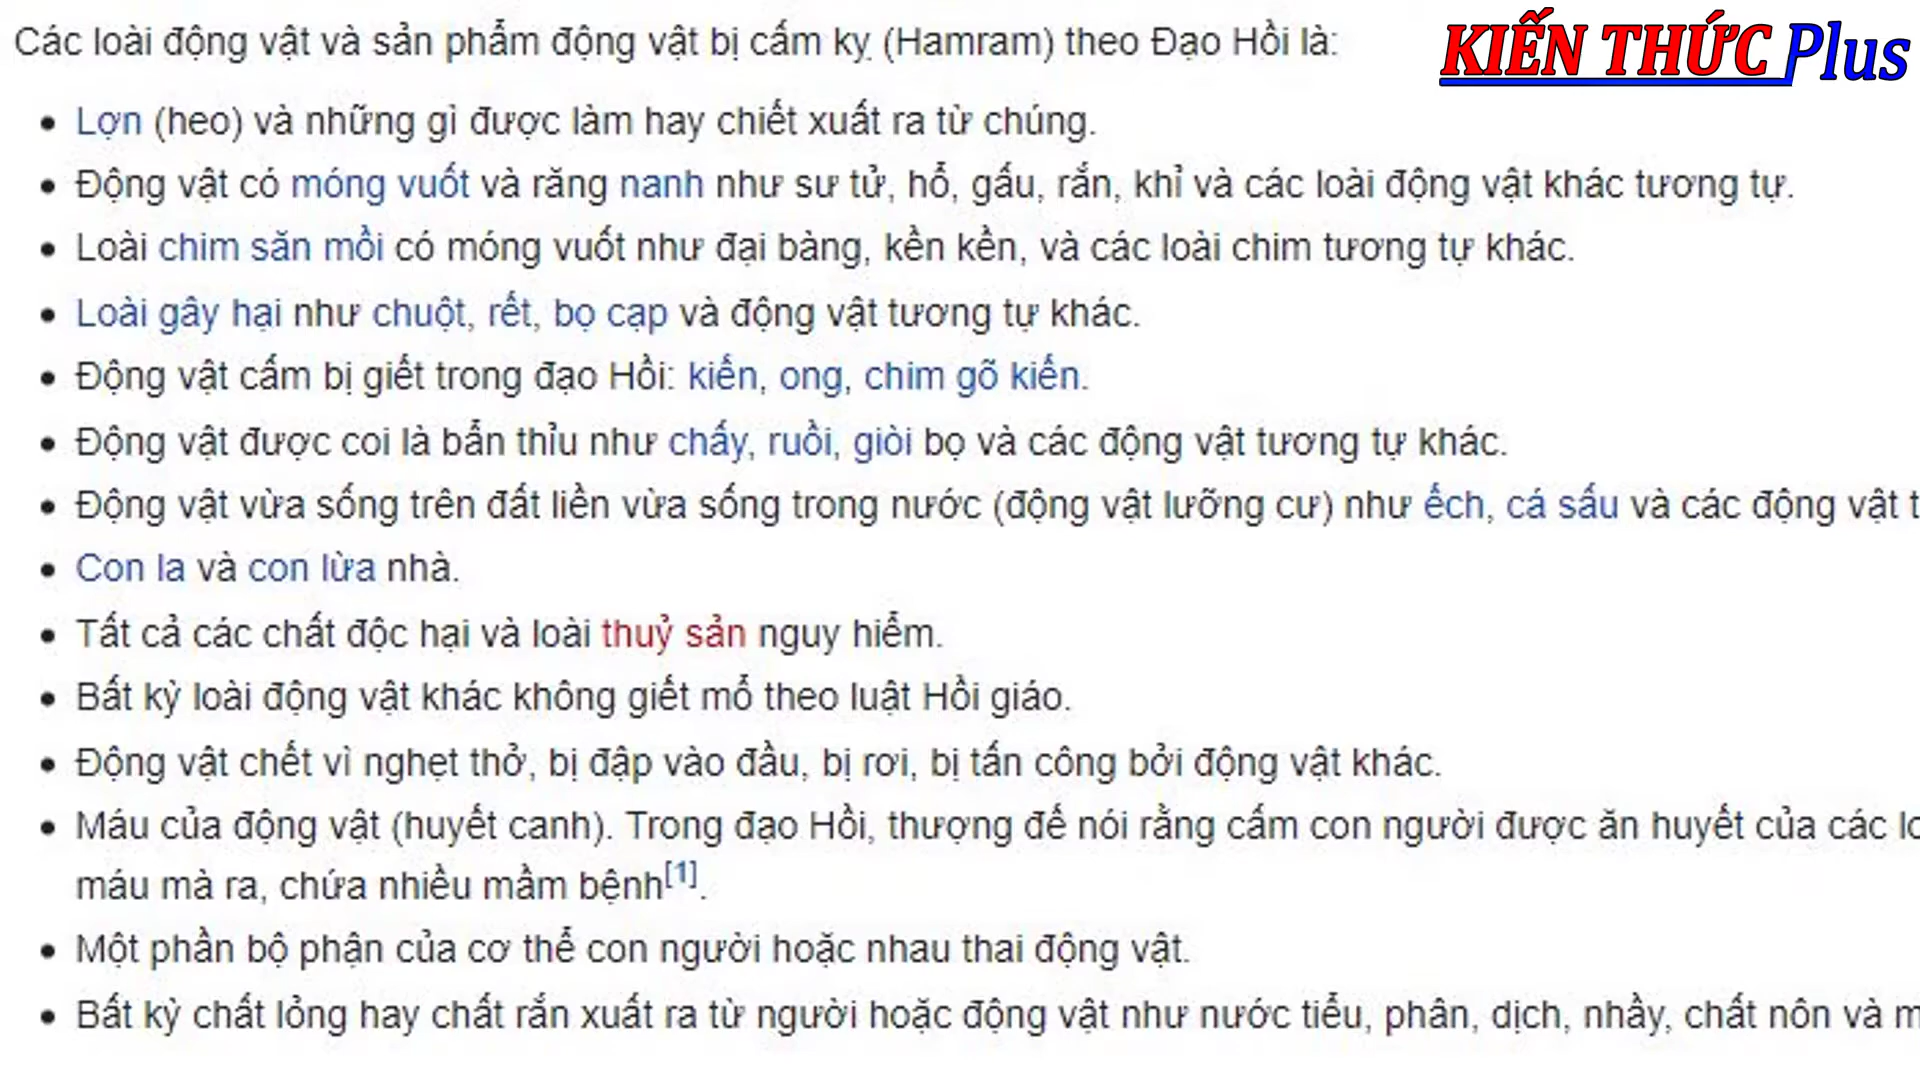 Các loài động vật và sản phẩm động vật bị cấm kỵ (Hamram) theo Đạo Hồi là:
KIẾN THỨC Plus
• Lợn (heo) và những gì được làm hay chiết xuất ra từ chúng.
• Động vật có móng vuốt và răng nanh như sư tử, hổ, gấu, rắn, khỉ và các loài động vật khác tương tự.
• Loài chim săn mồi có móng vuốt như đại bàng, kền kền, và các loài chim tương tự khác.
• Loài gây hại như chuột, rết, bọ cạp và động vật tương tự khác.
• Động vật cấm bị giết trong đạo Hồi: kiến, ong, chim gõ kiến.
• Động vật được coi là bẩn thỉu như chấy, ruồi, giòi bọ và các động vật tương tự khác.
• Động vật vừa sống trên đất liền vừa sống trong nước (động vật lưỡng cư) như ếch, cá sấu và các động vật
• Con la và con lừa nhà.
• Tất cả các chất độc hại và loài thuỷ sản nguy hiểm.
• Bất kỳ loài động vật khác không giết mổ theo luật Hồi giáo.
• Động vật chết vì nghẹt thở, bị đập vào đầu, bị rơi, bị tấn công bởi động vật khác.
• Máu của động vật (huyết canh). Trong đạo Hồi, thượng đế nói rằng cấm con người được ăn huyết của các
máu mà ra, chứa nhiều mầm bệnh[1].
• Một phần bộ phận của cơ thể con người hoặc nhau thai động vật.
• Bất kỳ chất lỏng hay chất rắn xuất ra từ người hoặc động vật như nước tiểu, phân, dịch, nhầy, chất nôn và